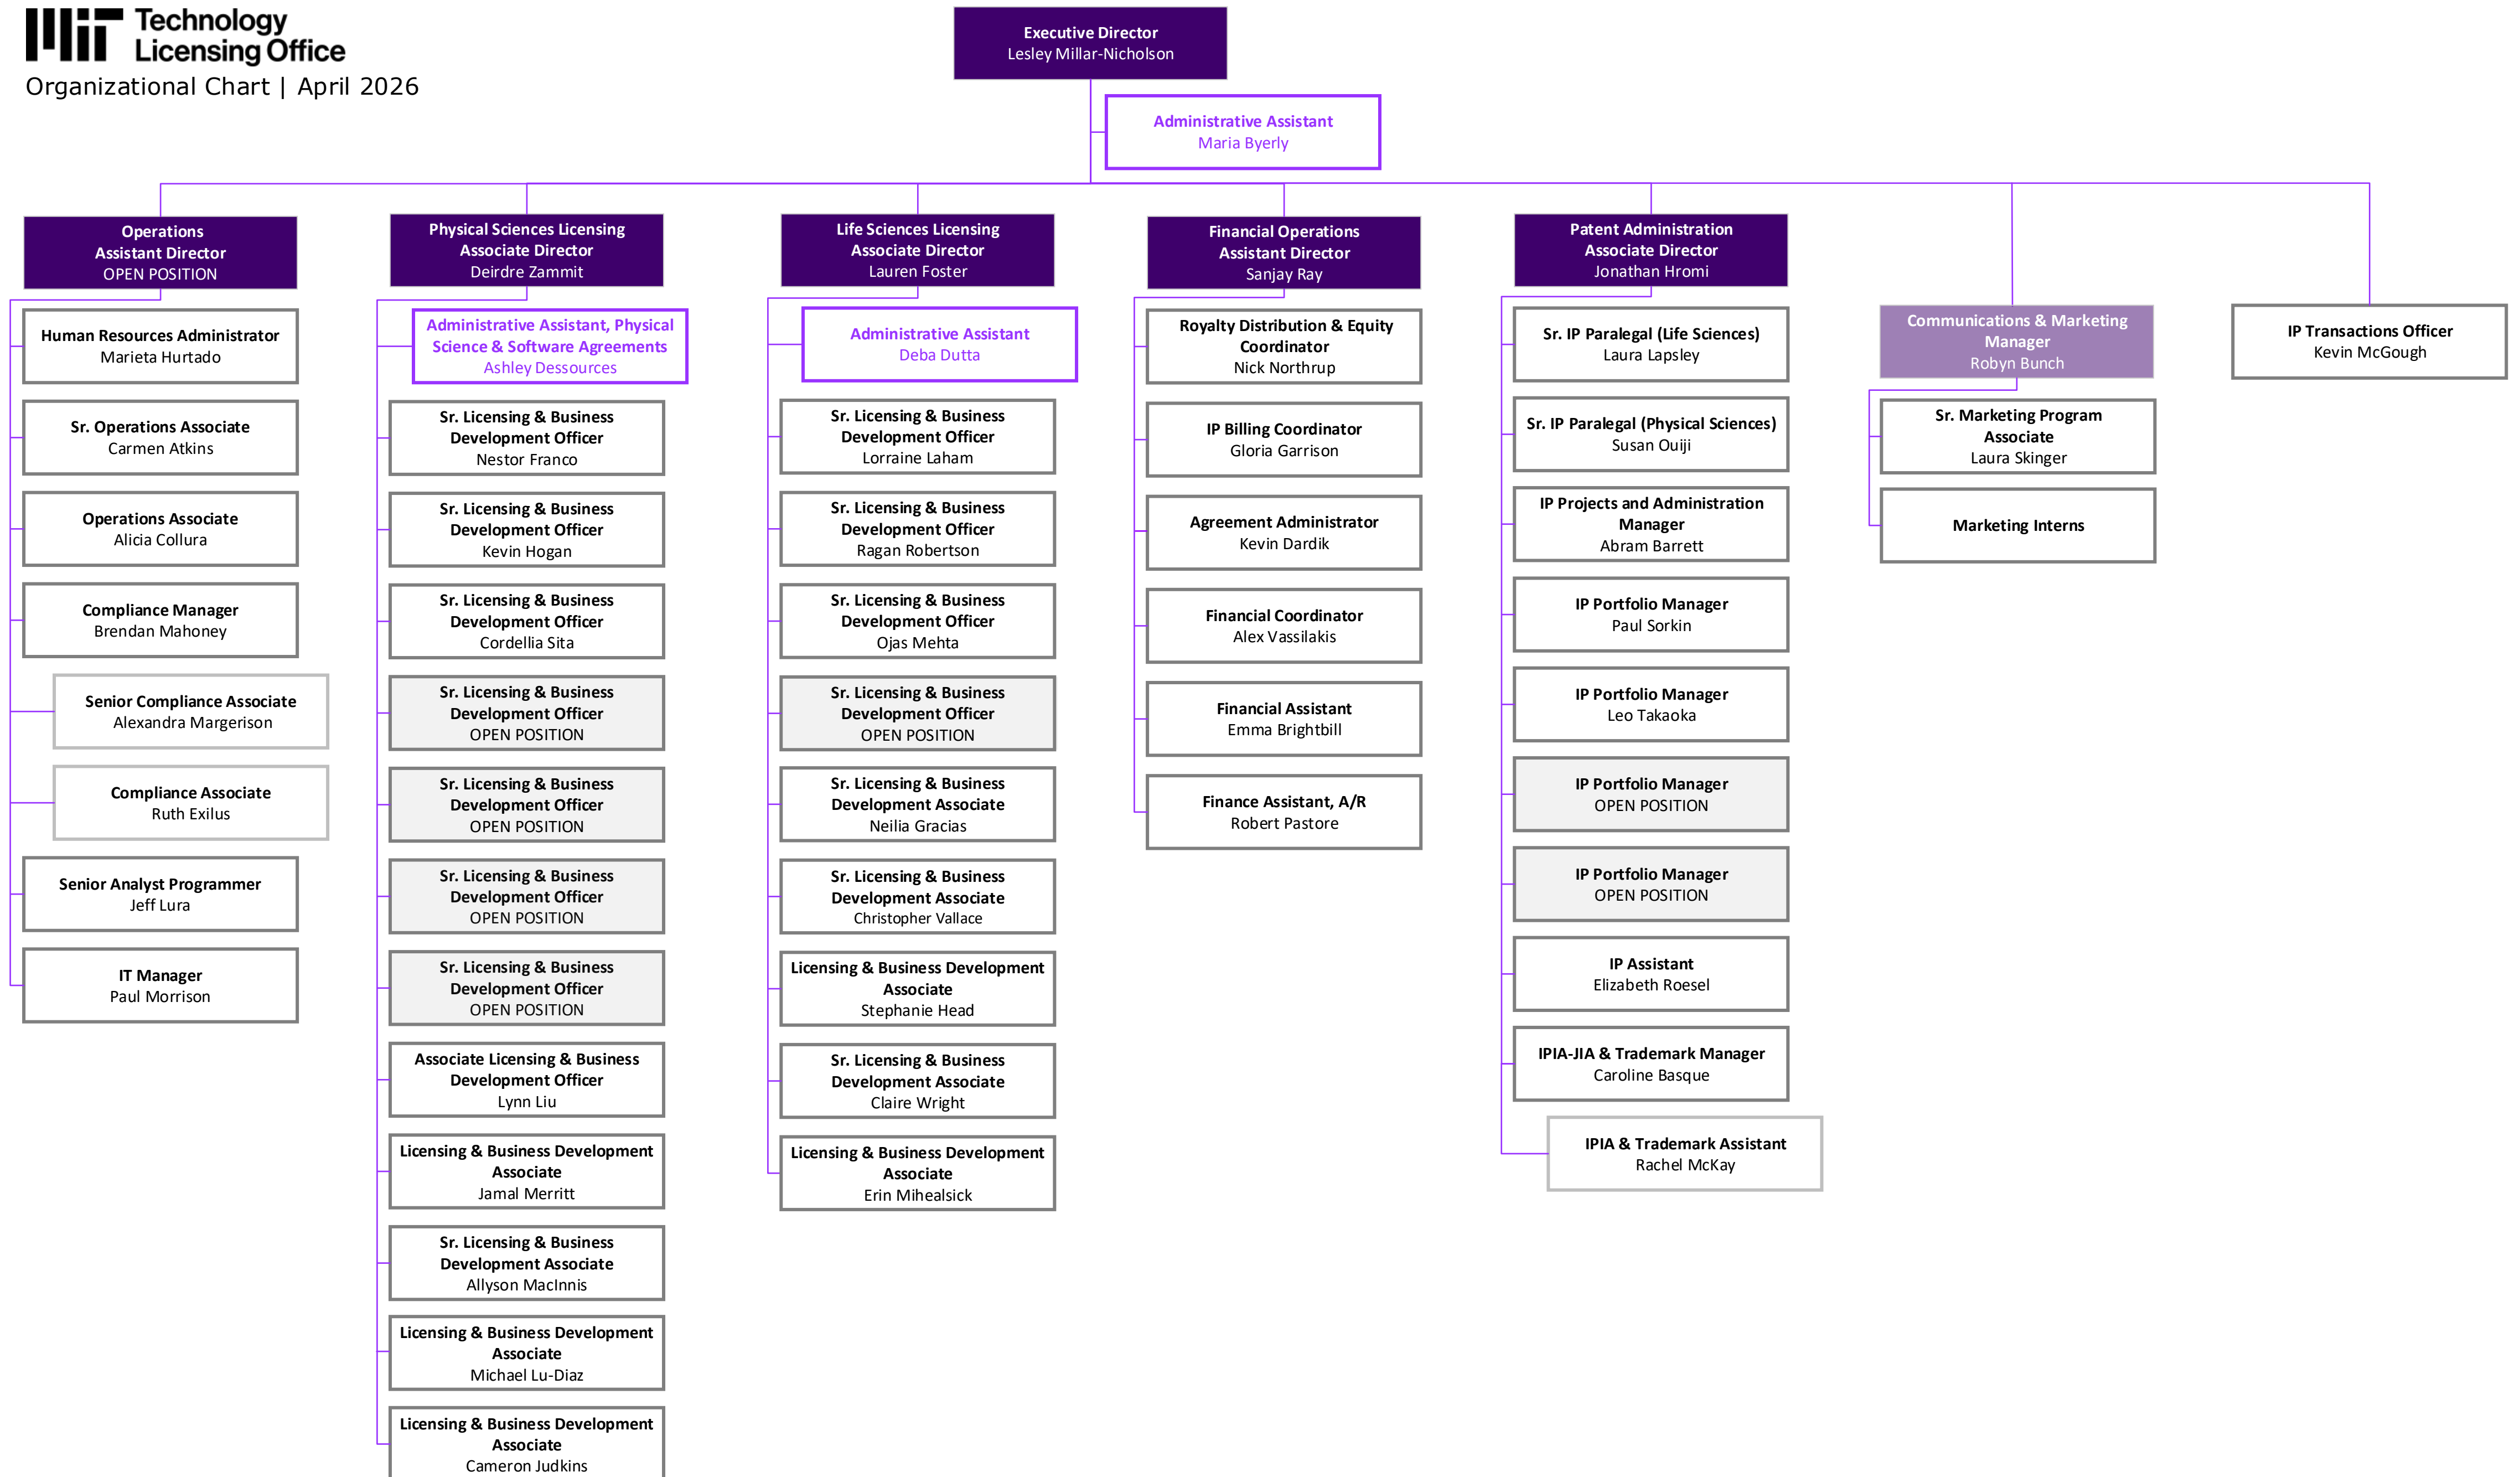 MIT Technology
Licensing Office
Organizational Chart | April 2026
Executive Director
Lesley Millar-Nicholson
Administrative Assistant
Maria Byerly
Operations
Assistant Director
OPEN POSITION
Human Resources Administrator
Marieta Hurtado
Sr. Operations Associate
Carmen Atkins
Operations Associate
Alicia Collura
Compliance Manager
Brendan Mahoney
Senior Compliance Associate
Alexandra Margerison
Compliance Associate
Ruth Exilus
Senior Analyst Programmer
Jeff Lura
IT Manager
Paul Morrison
Physical Sciences Licensing
Associate Director
Deirdre Zammit
Administrative Assistant, Physical
Science & Software Agreements
Ashley Dessources
Sr. Licensing & Business
Development Officer
Nestor Franco
Sr. Licensing & Business
Development Officer
Kevin Hogan
Sr. Licensing & Business
Development Officer
Cordellia Sita
Sr. Licensing & Business
Development Officer
OPEN POSITION
Sr. Licensing & Business
Development Officer
OPEN POSITION
Sr. Licensing & Business
Development Officer
OPEN POSITION
Sr. Licensing & Business
Development Officer
OPEN POSITION
Associate Licensing & Business
Development Officer
Lynn Liu
Licensing & Business Development
Associate
Jamal Merritt
Sr. Licensing & Business
Development Associate
Allyson MacInnis
Licensing & Business Development
Associate
Michael Lu-Diaz
Licensing & Business Development
Associate
Cameron Judkins
Life Sciences Licensing
Associate Director
Lauren Foster
Administrative Assistant
Deba Dutta
Sr. Licensing & Business
Development Officer
Lorraine Laham
Sr. Licensing & Business
Development Officer
Ragan Robertson
Sr. Licensing & Business
Development Officer
Ojas Mehta
Sr. Licensing & Business
Development Officer
OPEN POSITION
Sr. Licensing & Business
Development Associate
Neilia Gracias
Sr. Licensing & Business
Development Associate
Christopher Vallace
Licensing & Business Development
Associate
Stephanie Head
Sr. Licensing & Business
Development Associate
Claire Wright
Licensing & Business Development
Associate
Erin Mihealsick
Financial Operations
Assistant Director
Sanjay Ray
Royalty Distribution & Equity
Coordinator
Nick Northrup
IP Billing Coordinator
Gloria Garrison
Agreement Administrator
Kevin Dardik
Financial Coordinator
Alex Vassilakis
Financial Assistant
Emma Brightbill
Finance Assistant, A/R
Robert Pastore
Patent Administration
Associate Director
Jonathan Hromi
Sr. IP Paralegal (Life Sciences)
Laura Lapsley
Sr. IP Paralegal (Physical Sciences)
Susan Ouiji
IP Projects and Administration
Manager
Abram Barrett
IP Portfolio Manager
Paul Sorkin
IP Portfolio Manager
Leo Takaoka
IP Portfolio Manager
OPEN POSITION
IP Portfolio Manager
OPEN POSITION
IP Assistant
Elizabeth Roesel
IPIA-JIA & Trademark Manager
Caroline Basque
IPIA & Trademark Assistant
Rachel McKay
Communications & Marketing
Manager
Robyn Bunch
Sr. Marketing Program
Associate
Laura Skinger
Marketing Interns
IP Transactions Officer
Kevin McGough